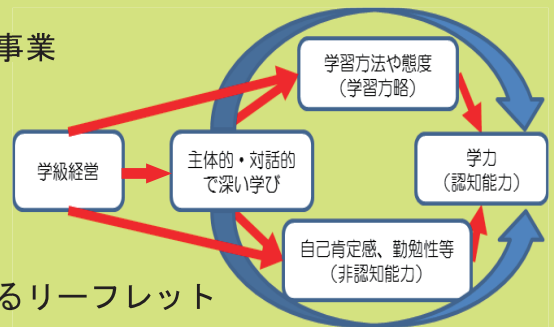 事業
学習方法や態度
(学習方略)
学級経営
主体的・対話的
で深い学び
学力
(認知能力)
自己肯定感、勤勉性等
(非認知能力)
るリーフレット